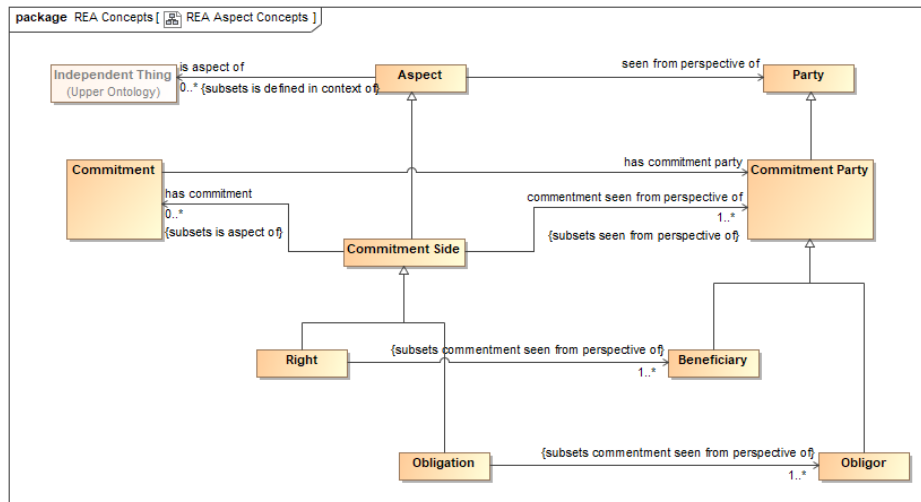 package REA Concepts [ REA Aspect Concepts ]
Independent Thing
(Upper Ontology)
is aspect of
0..* {subsets is defined in context of}
Aspect
seen from perspective of
Party
Commitment
has commitment party
Commitment Party
has commitment
0..*
{subsets is aspect of}
commentment seen from perspective of
1..*
{subsets seen from perspective of}
Commitment Side
Right
{subsets commentment seen from perspective of}
1..*
Beneficiary
Obligation
{subsets commentment seen from perspective of}
1..*
Obligor